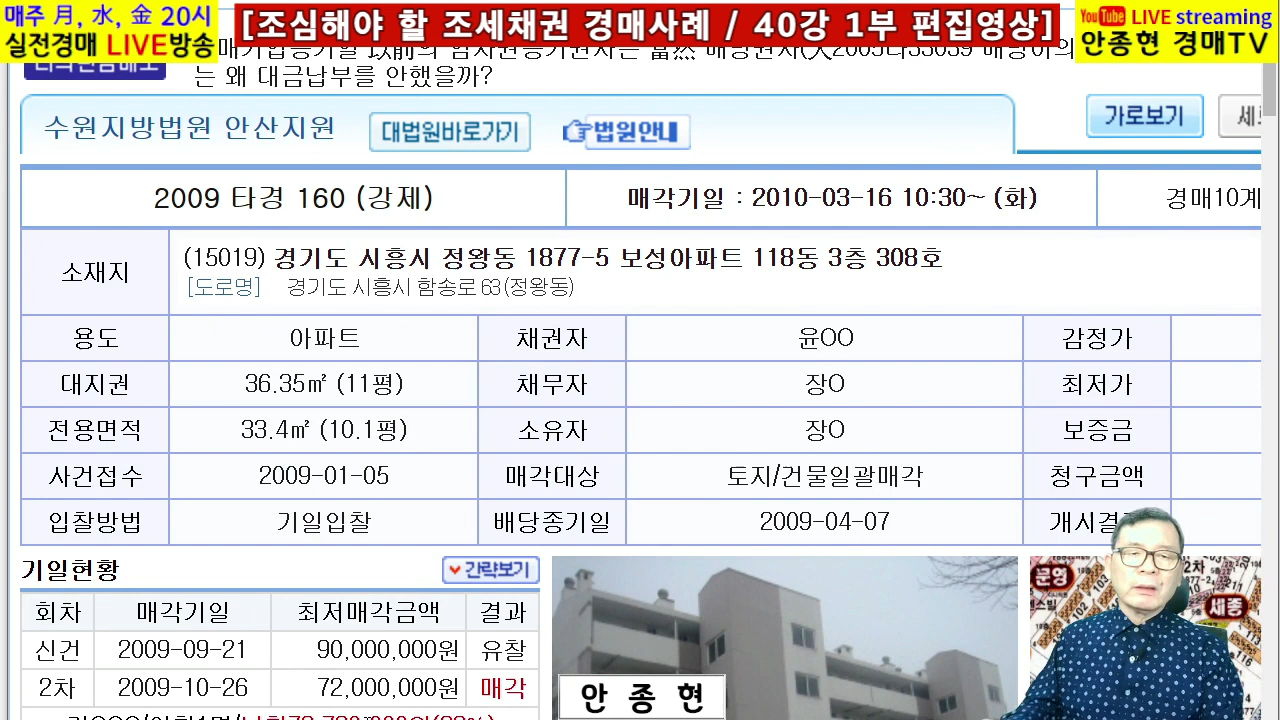 매주 月, 水, 金 20시
실전경매 LIVE방송
[조심해야 할 조세채권 경매사례 / 40강 1부 편집영상]
YouTube LIVE streaming
안종현 경매TV
는 왜 대금납부를 안했을까?
수원지방법원 안산지원
대법원바로가기
법원안내
가로보기
2009 타경 160 (강제)
매각기일 : 2010-03-16 10:30~ (화)
경매10계
소재지
(15019) 경기도 시흥시 정왕동 1877-5 보성아파트 118동 3층 308호
[도로명] 경기도 시흥시 함송로 63 (정왕동)
용도 아파트 채권자 윤OO 감정가
대지권 36.35㎡ (11평) 채무자 장O 최저가
전용면적 33.4㎡ (10.1평) 소유자 장O 보증금
사건접수 2009-01-05 매각대상 토지/건물일괄매각 청구금액
입찰방법 기일입찰 배당종기일 2009-04-07
기일현황
간략보기
회차 매각기일 최저매각금액 결과
신건 2009-09-21 90,000,000원 유찰
2차 2009-10-26 72,000,000원 매각
안 종 현
문영
세종